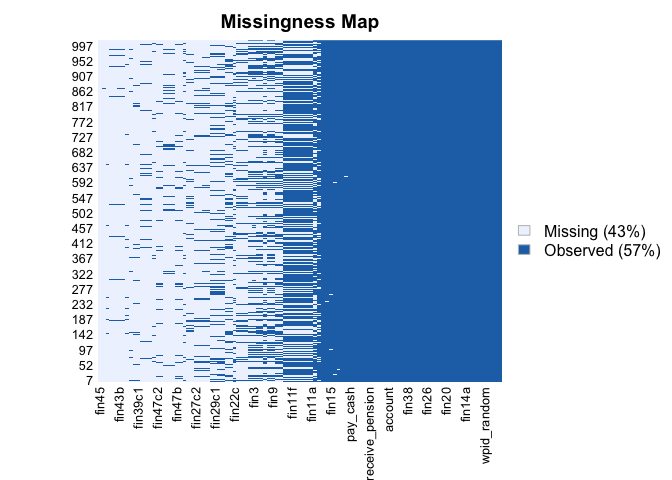 Missingness Map
997
952
907
862
817
772
727
682
637
592
547
502
457
412
367
322
277
232
187
142
97
52
7
Missing (43%)
Observed (57%)
fin45
fin43b
fin39c1
fin47c2
fin47b
fin27c2
fin29c1
fin22c
fin3
fin9
fin11f
fin11a
fin15
pay_cash
receive_pension
account
fin38
fin26
fin20
fin14a
wpid_random